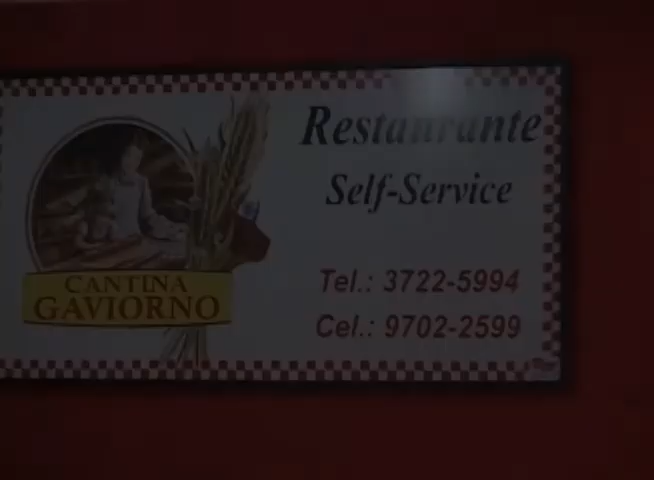 CANTINA
GAVIORNO
Restaurante
Self-Service
Tel.: 3722-5994
Cel.: 9702-2599